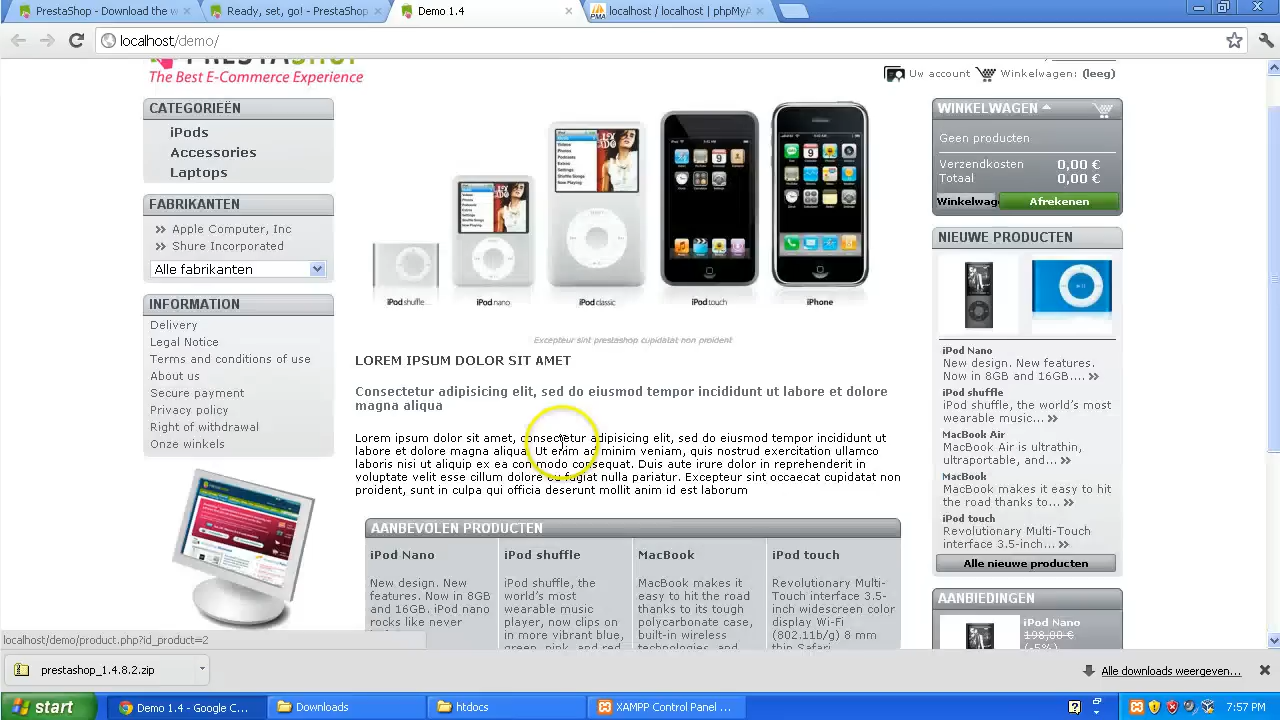 PrestaShop - Download the w
Ready, set, go! - PrestaShop
Demo 1.4
localhost / localhost | phpMyA
localhost/demo/
PRESTASHOP
The Best E-Commerce Experience
Uw account
Winkelwagen: (leeg)
CATEGORIEËN
iPods
Accessories
Laptops
FABRIKANTEN
Apple Computer, Inc
Shure Incorporated
Alle fabrikanten
INFORMATION
Delivery
Legal Notice
Terms and conditions of use
About us
Secure payment
Privacy policy
Right of withdrawal
Onze winkels
iPod shuffle
iPod nano
iPod classic
iPod touch
iPhone
Excepteur sint prestashop cupidatat non proident
LOREM IPSUM DOLOR SIT AMET
Consectetur adipisicing elit, sed do eiusmod tempor incididunt ut labore et dolore
magna aliqua
Lorem ipsum dolor sit amet, consectetur adipisicing elit, sed do eiusmod tempor incididunt ut
labore et dolore magna aliqua. Ut enim ad minim veniam, quis nostrud exercitation ullamco
laboris nisi ut aliquip ex ea commodo consequat. Duis aute irure dolor in reprehenderit in
voluptate velit esse cillum dolore eu fugiat nulla pariatur. Excepteur sint occaecat cupidatat non
proident, sunt in culpa qui officia deserunt mollit anim id est laborum
AANBEVOLEN PRODUCTEN
iPod Nano
New design. New
features. Now in 8GB
and 16GB. iPod nano
rocks like never
iPod shuffle
iPod shuffle, the
world's most
wearable music
player, now clips on
in more vibrant blue,
green, pink, and red
MacBook
MacBook makes it
easy to hit the road
thanks to its tough
polycarbonate case,
built-in wireless
technologies, and
iPod touch
Revolutionary Multi-
Touch interface 3.5-
inch widescreen color
display Wi-Fi
(802.11b/g) 8 mm
thin Safari
WINKELWAGEN
Geen producten
Verzendkosten 0,00 €
Totaal 0,00 €
Winkelwag
Afrekenen
NIEUWE PRODUCTEN
iPod Nano
New design. New features.
Now in 8GB and 16GB....
iPod shuffle
iPod shuffle, the world's most
wearable music...
MacBook Air
MacBook Air is ultrathin,
ultraportable, and...
MacBook
MacBook makes it easy to hit
the road thanks to...
iPod touch
Revolutionary Multi-Touch
interface 3.5-inch...
Alle nieuwe producten
AANBIEDINGEN
iPod Nano
198,00 €
(-5%)
localhost/demo/product.php?id_product=2
prestashop_1.4.8.2.zip
Alle downloads weergeven...
start
Demo 1.4 - Google C...
Downloads
htdocs
XAMPP Control Panel ...
7:57 PM